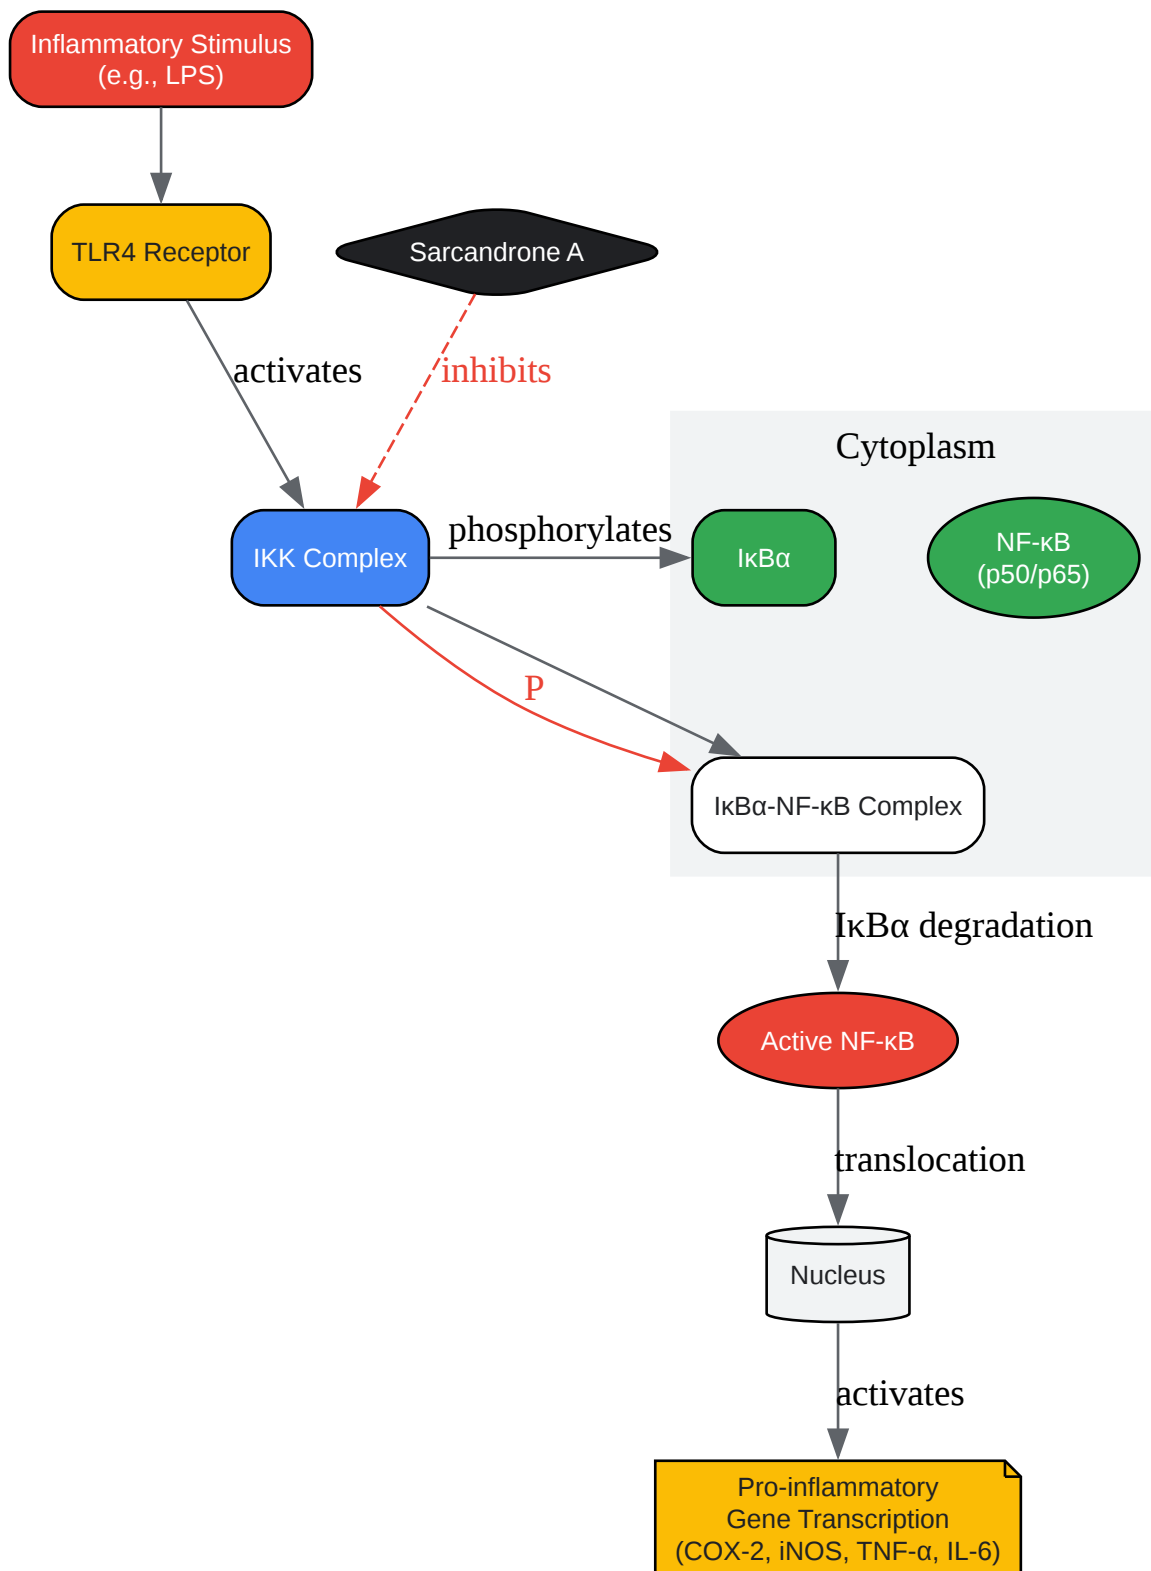 Inflammatory Stimulus
(e.g., LPS)
TLR4 Receptor
Sarcandrone A
activates
inhibits
Cytoplasm
IKK Complex
phosphorylates
IκBα
NF-κB
(p50/p65)
P
IκBα-NF-κB Complex
IκBα degradation
Active NF-κB
translocation
Nucleus
activates
Pro-inflammatory
Gene Transcription
(COX-2, iNOS, TNF-α, IL-6)